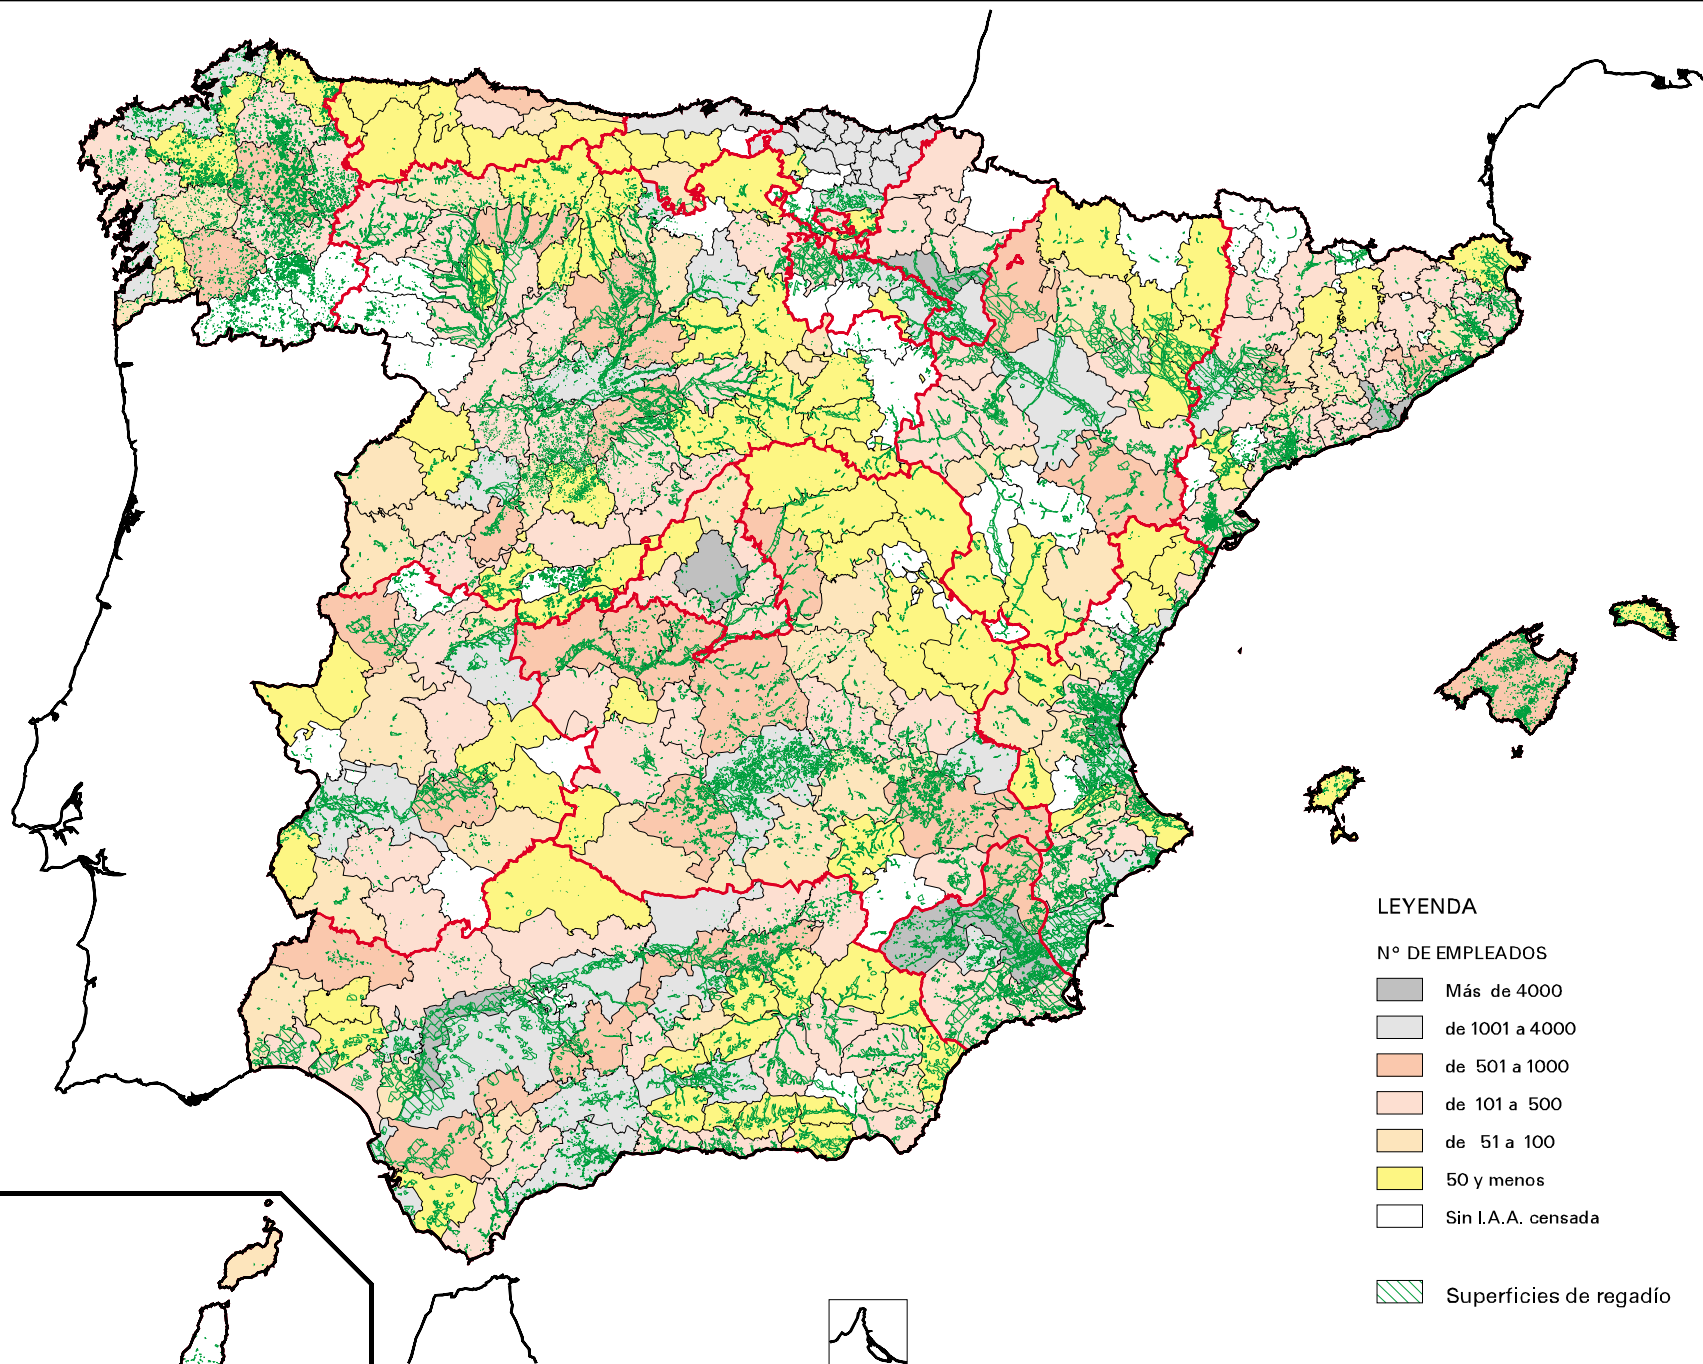 LEYENDA
N° DE EMPLEADOS
Más de 4000
de 1001 a 4000
de 501 a 1000
de 101 a 500
de 51 a 100
50 y menos
Sin I.A.A. censada
Superficies de regadío